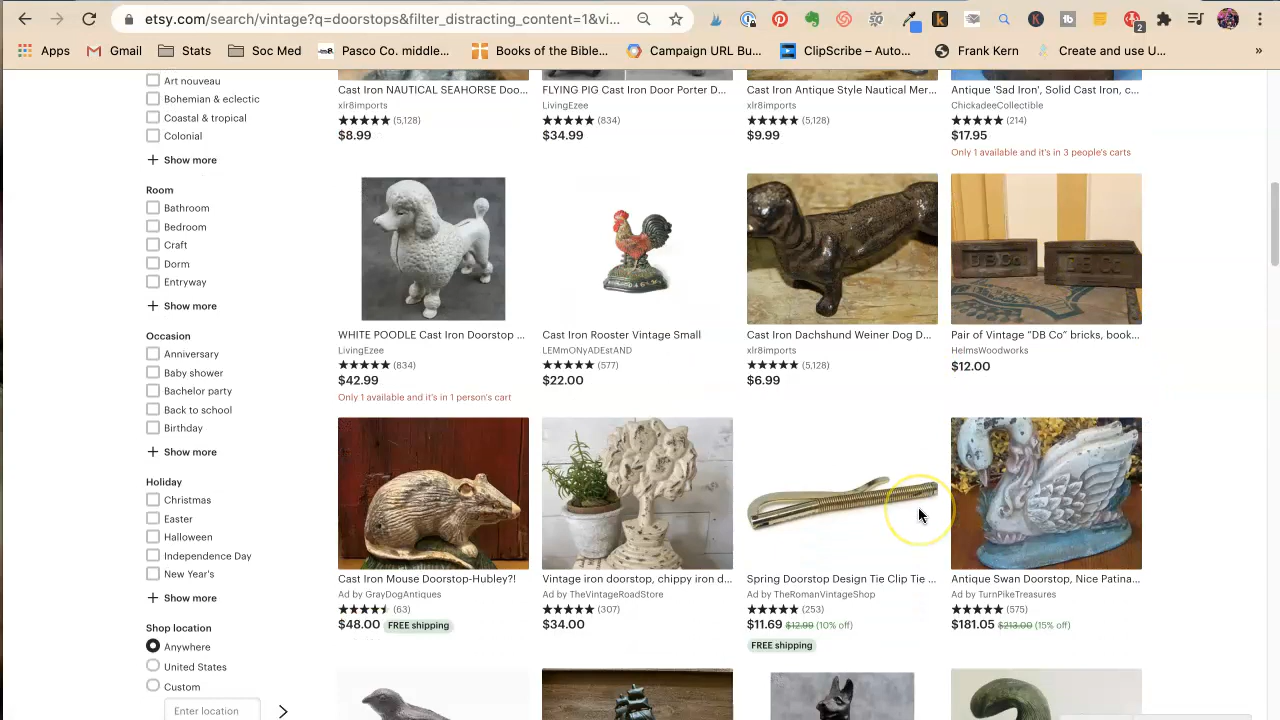 etsy.com/search/vintage?q=doorstops&filter_distracting_content=1&vi...
2
Apps Gmail Stats Soc Med Pasco Co. middle... Books of the Bible... Campaign URL Bu... ClipScribe – Auto... Frank Kern Create and use U... »
Art nouveau
Bohemian & eclectic
Coastal & tropical
Colonial
+ Show more
Room
Bathroom
Bedroom
Craft
Dorm
Entryway
+ Show more
Occasion
Anniversary
Baby shower
Bachelor party
Back to school
Birthday
+ Show more
Holiday
Christmas
Easter
Halloween
Independence Day
New Year's
+ Show more
Shop location
Anywhere
United States
Custom
Enter location
Cast Iron NAUTICAL SEAHORSE Doo...
xlr8imports
(5,128)
$8.99
FLYING PIG Cast Iron Door Porter D...
LivingEzee
(834)
$34.99
Cast Iron Antique Style Nautical Mer...
xlr8imports
(5,128)
$9.99
Antique 'Sad Iron', Solid Cast Iron, c...
ChickadeeCollectible
(214)
$17.95
Only 1 available and it's in 3 people's carts
WHITE POODLE Cast Iron Doorstop ...
LivingEzee
(834)
$42.99
Only 1 available and it's in 1 person's cart
Cast Iron Rooster Vintage Small
LEMmONyADEstAND
(577)
$22.00
Cast Iron Dachshund Weiner Dog D...
xlr8imports
(5,128)
$6.99
DBCo DBCo
Pair of Vintage "DB Co" bricks, book...
HelmsWoodworks
$12.00
Cast Iron Mouse Doorstop-Hubley?!
Ad by GrayDogAntiques
(63)
$48.00 FREE shipping
Vintage iron doorstop, chippy iron d...
Ad by TheVintageRoadStore
(307)
$34.00
Spring Doorstop Design Tie Clip Tie ...
Ad by TheRomanVintageShop
(253)
$11.69 $12.99 (10% off)
FREE shipping
Antique Swan Doorstop, Nice Patina...
Ad by TurnPikeTreasures
(575)
$181.05 $213.00 (15% off)